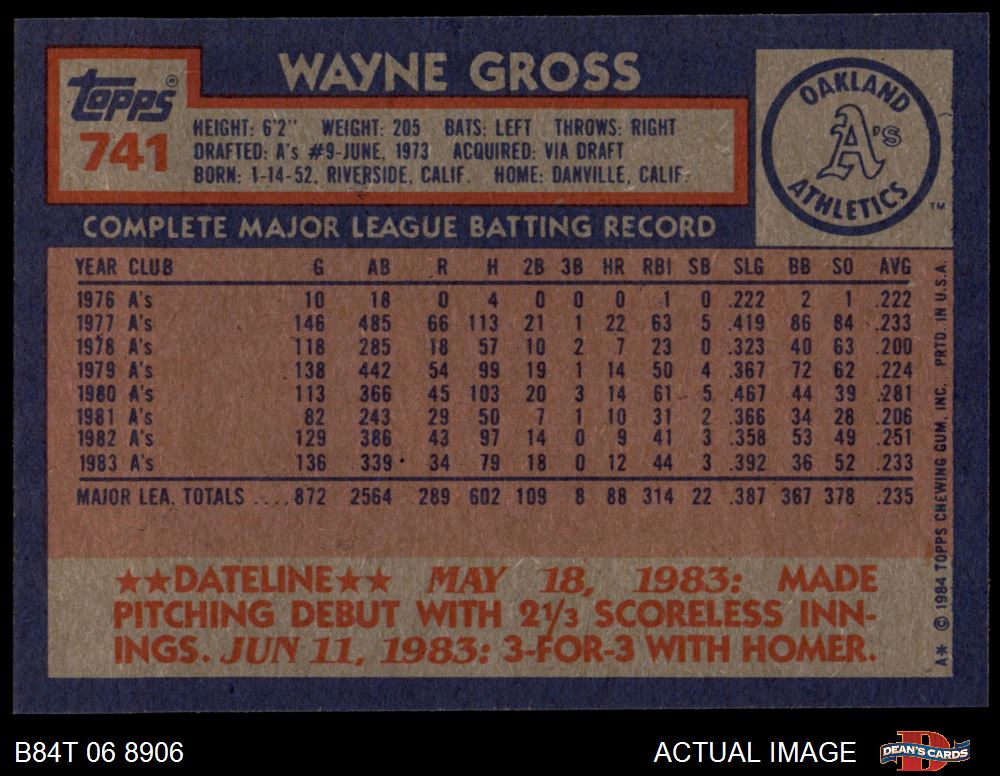 WAYNE GROSS
Topps®
741
HEIGHT: 6'2" WEIGHT: 205 BATS: LEFT THROWS: RIGHT
DRAFTED: A's #9-JUNE, 1973 ACQUIRED: VIA DRAFT
BORN: 1-14-52, RIVERSIDE, CALIF. HOME: DANVILLE, CALIF.
OAKLAND
A's
ATHLETICS
TM
COMPLETE MAJOR LEAGUE BATTING RECORD
YEAR CLUB G AB R H 2B 3B HR RBI SB SLG BB SO AVG
1976 A's 10 18 0 4 0 0 0 1 0 .222 2 1 .222
1977 A's 146 485 66 113 21 1 22 63 5 .419 86 84 .233
1978 A's 118 285 18 57 10 2 7 23 0 .323 40 63 .200
1979 A's 138 442 54 99 19 1 14 50 4 .367 72 62 .224
1980 A's 113 366 45 103 20 3 14 61 5 .467 44 39 .281
1981 A's 82 243 29 50 7 1 10 31 2 .366 34 28 .206
1982 A's 129 386 43 97 14 0 9 41 3 .358 53 49 .251
1983 A's 136 339 34 79 18 0 12 44 3 .392 36 52 .233
MAJOR LEA. TOTALS ....872 2564 289 602 109 8 88 314 22 .387 367 378 .235
★★DATELINE★★ MAY 18, 1983: MADE
PITCHING DEBUT WITH 2⅓ SCORELESS INN-
INGS. JUN 11, 1983: 3-FOR-3 WITH HOMER.
A* © 1984 TOPPS CHEWING GUM, INC. PRTD. IN U.S.A.
B84T 06 8906
ACTUAL IMAGE
DEAN'S CARDS